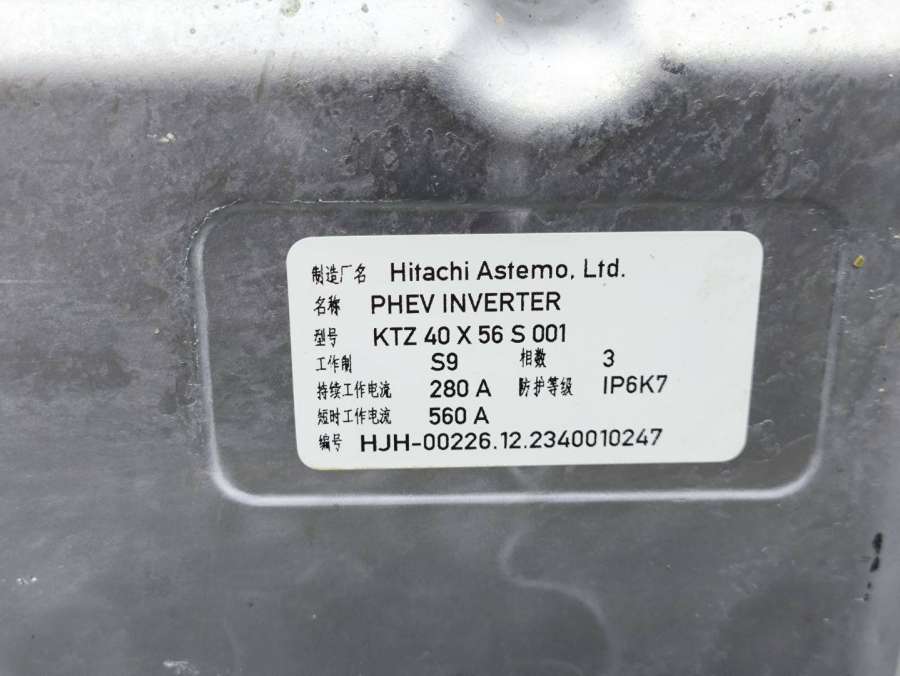 制造厂名 Hitachi Astemo, Ltd.
名称 PHEV INVERTER
型号 KTZ 40 X 56 S 001
工作制 S9 相数 3
持续工作电流 280 A 防护等级 IP6K7
短时工作电流 560 A
编号 HJH-00226.12.2340010247